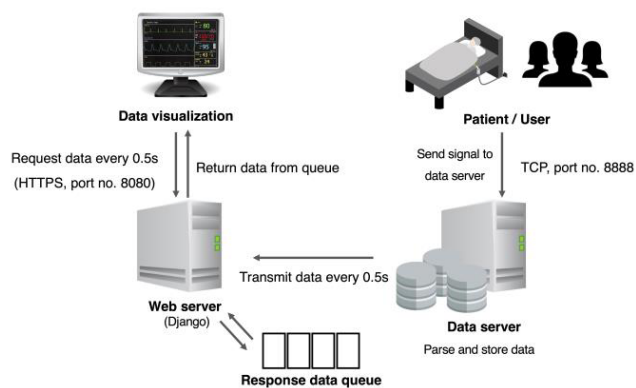 Data visualization
Patient / User
Request data every 0.5s
(HTTPS, port no. 8080)
Return data from queue
Send signal to
data server
TCP, port no. 8888
Transmit data every 0.5s
Web server
(Django)
Data server
Parse and store data
Response data queue